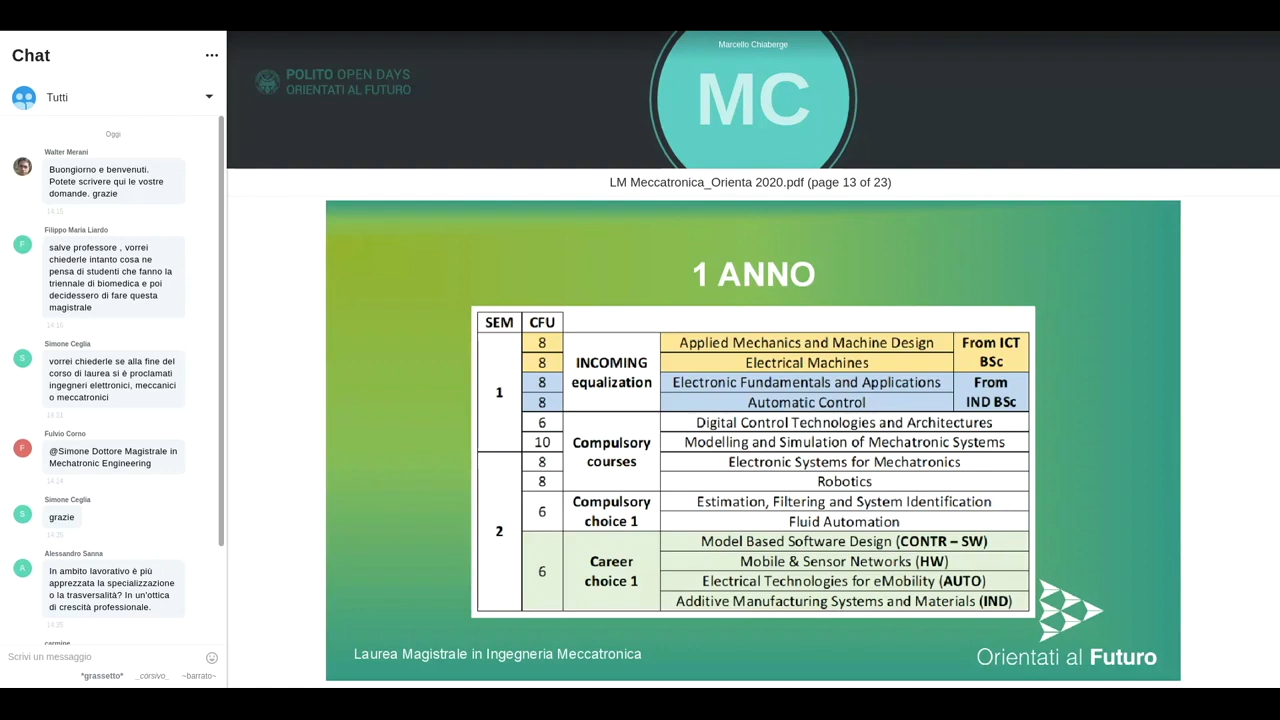 Chat
...
Tutti
Oggi
Walter Merani
Buongiorno e benvenuti.
Potete scrivere qui le vostre
domande. grazie
14:15
Filippo Maria Liardo
salve professore , vorrei
chiederle intanto cosa ne
pensa di studenti che fanno la
triennale di biomedica e poi
decidessero di fare questa
magistrale
14:16
F
Simone Ceglia
vorrei chiederle se alla fine del
corso di laurea si è proclamati
ingegneri elettronici, meccanici
o meccatronici
S
Fulvio Corno
@Simone Dottore Magistrale in
Mechatronic Engineering
F
Simone Ceglia
grazie
S
Alessandro Sanna
In ambito lavorativo è più
apprezzata la specializzazione
o la trasversalità? In un'ottica
di crescità professionale.
A
carmine
Scrivi un messaggio
*grassetto* _corsivo_ ~barrato~
POLITO OPEN DAYS
ORIENTATI AL FUTURO
Marcello Chiaberge
MC
LM Meccatronica_Orienta 2020.pdf (page 13 of 23)
1 ANNO
SEM CFU
1
8 INCOMING equalization Applied Mechanics and Machine Design From ICT BSc
8 Electrical Machines
8 Electronic Fundamentals and Applications From IND BSc
8 Automatic Control
6 Compulsory courses Digital Control Technologies and Architectures
10 Modelling and Simulation of Mechatronic Systems
2
8 Electronic Systems for Mechatronics
8 Robotics
6 Compulsory choice 1 Estimation, Filtering and System Identification
Fluid Automation
6 Career choice 1 Model Based Software Design (CONTR – SW)
Mobile & Sensor Networks (HW)
Electrical Technologies for eMobility (AUTO)
Additive Manufacturing Systems and Materials (IND)
Laurea Magistrale in Ingegneria Meccatronica
Orientati al Futuro